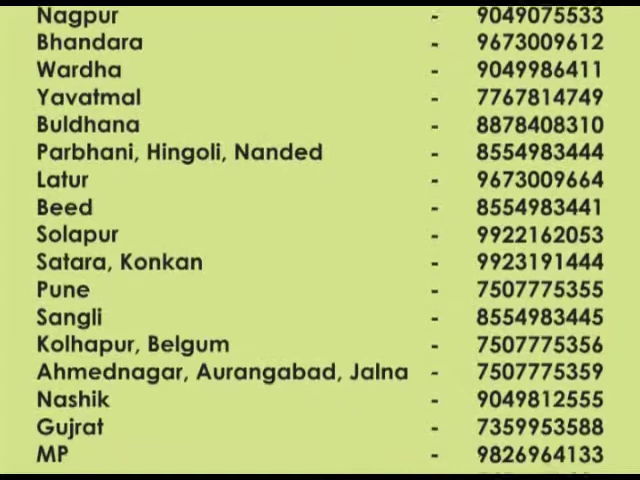 Nagpur - 9049075533
Bhandara - 9673009612
Wardha - 9049986411
Yavatmal - 7767814749
Buldhana - 8878408310
Parbhani, Hingoli, Nanded - 8554983444
Latur - 9673009664
Beed - 8554983441
Solapur - 9922162053
Satara, Konkan - 9923191444
Pune - 7507775355
Sangli - 8554983445
Kolhapur, Belgum - 7507775356
Ahmednagar, Aurangabad, Jalna - 7507775359
Nashik - 9049812555
Gujrat - 7359953588
MP - 9826964133